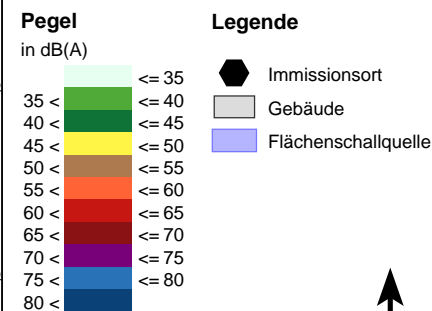 Pegel
in dB(A)
<= 35
35 < <= 40
40 < <= 45
45 < <= 50
50 < <= 55
55 < <= 60
60 < <= 65
65 < <= 70
70 < <= 75
75 < <= 80
80 <
Legende
Immissionsort
Gebäude
Flächenschallquelle